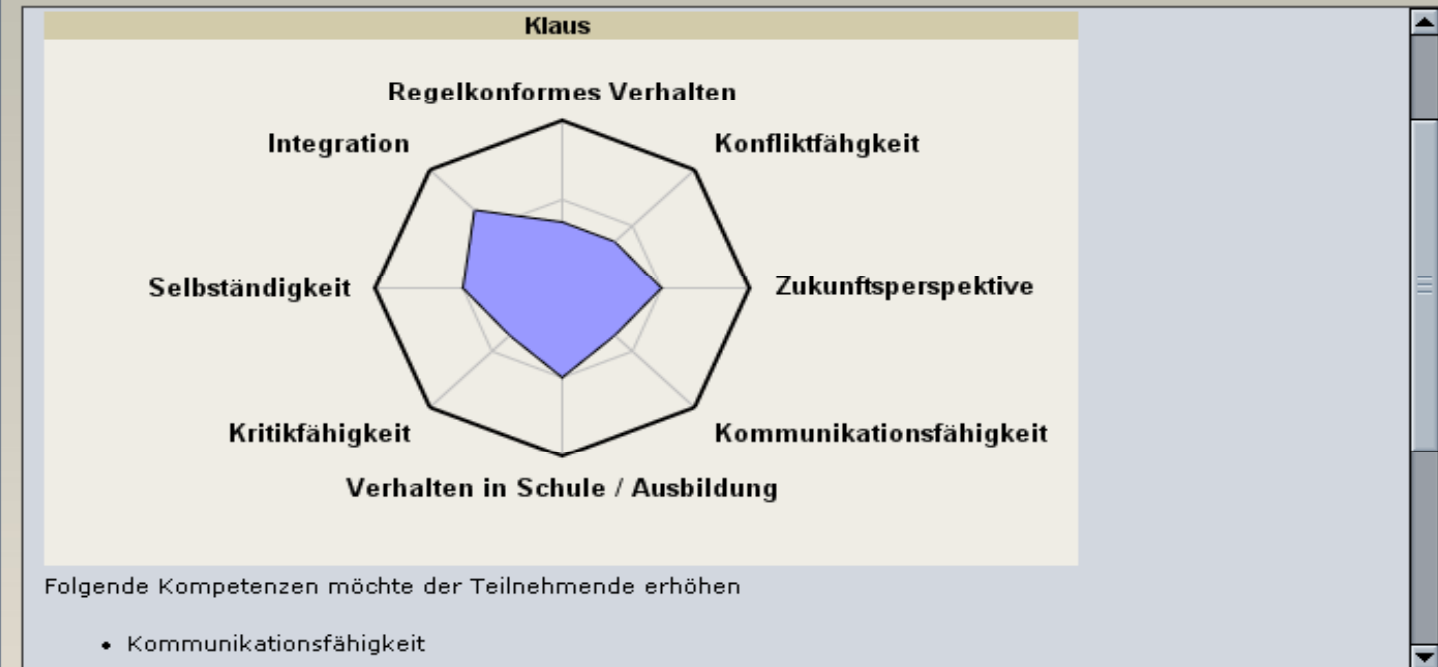 Klaus
Regelkonformes Verhalten
Integration
Konfliktfähgkeit
Selbständigkeit
Zukunftsperspektive
Kritikfähigkeit
Kommunikationsfähigkeit
Verhalten in Schule / Ausbildung
Folgende Kompetenzen möchte der Teilnehmende erhöhen
• Kommunikationsfähigkeit